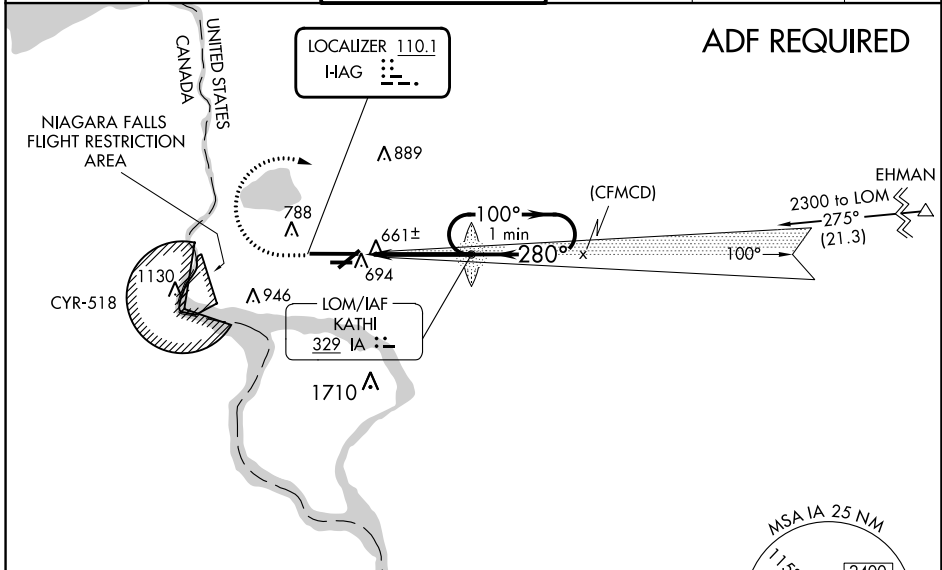 ADF REQUIRED
LOCALIZER 110.1
I-IAG
UNITED STATES
CANADA
NIAGARA FALLS
FLIGHT RESTRICTION
AREA
889
EHMAN
2300 to LOM
275°
(21.3)
(CFMCD)
100°
1 min
280°
100°
788
661±
694
1130
CYR-518
946
LOM/IAF
KATHI
329 IA
1710
MSA IA 25 NM